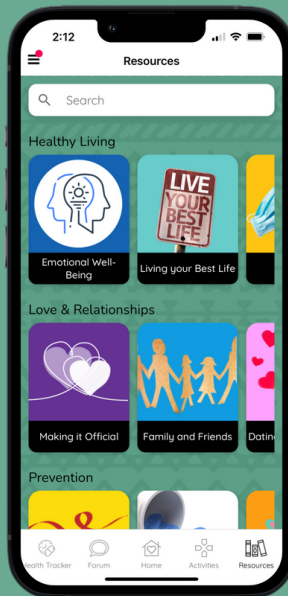 2:12
Resources
Search
Healthy Living
LIVE
YOUR
BEST
LIFE
Emotional Well-
Being
Living your Best Life
Love & Relationships
Making it Official
Family and Friends
Datin
Prevention
ealth Tracker
Forum
Home
Activities
Resources